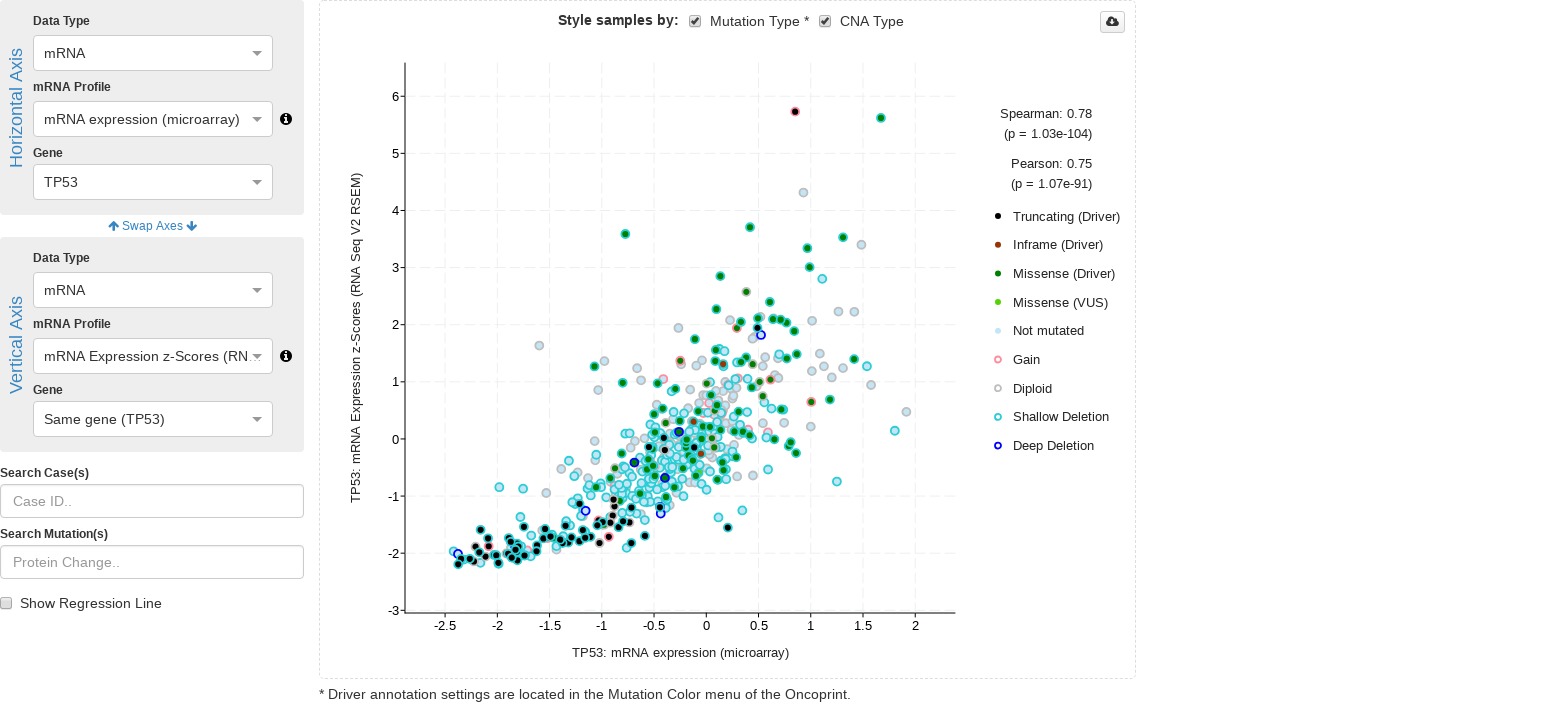 Horizontal Axis
Data Type
mRNA
mRNA Profile
mRNA expression (microarray)
Gene
TP53
Swap Axes
Vertical Axis
Data Type
mRNA
mRNA Profile
mRNA Expression z-Scores (RN...
Gene
Same gene (TP53)
Search Case(s)
Case ID..
Search Mutation(s)
Protein Change..
Show Regression Line
Style samples by: Mutation Type * CNA Type
TP53: mRNA Expression z-Scores (RNA Seq V2 RSEM)
6
5
4
3
2
1
0
-1
-2
-3
-2.5 -2 -1.5 -1 -0.5 0 0.5 1 1.5 2
TP53: mRNA expression (microarray)
Spearman: 0.78
(p = 1.03e-104)
Pearson: 0.75
(p = 1.07e-91)
Truncating (Driver)
Inframe (Driver)
Missense (Driver)
Missense (VUS)
Not mutated
Gain
Diploid
Shallow Deletion
Deep Deletion
* Driver annotation settings are located in the Mutation Color menu of the Oncoprint.